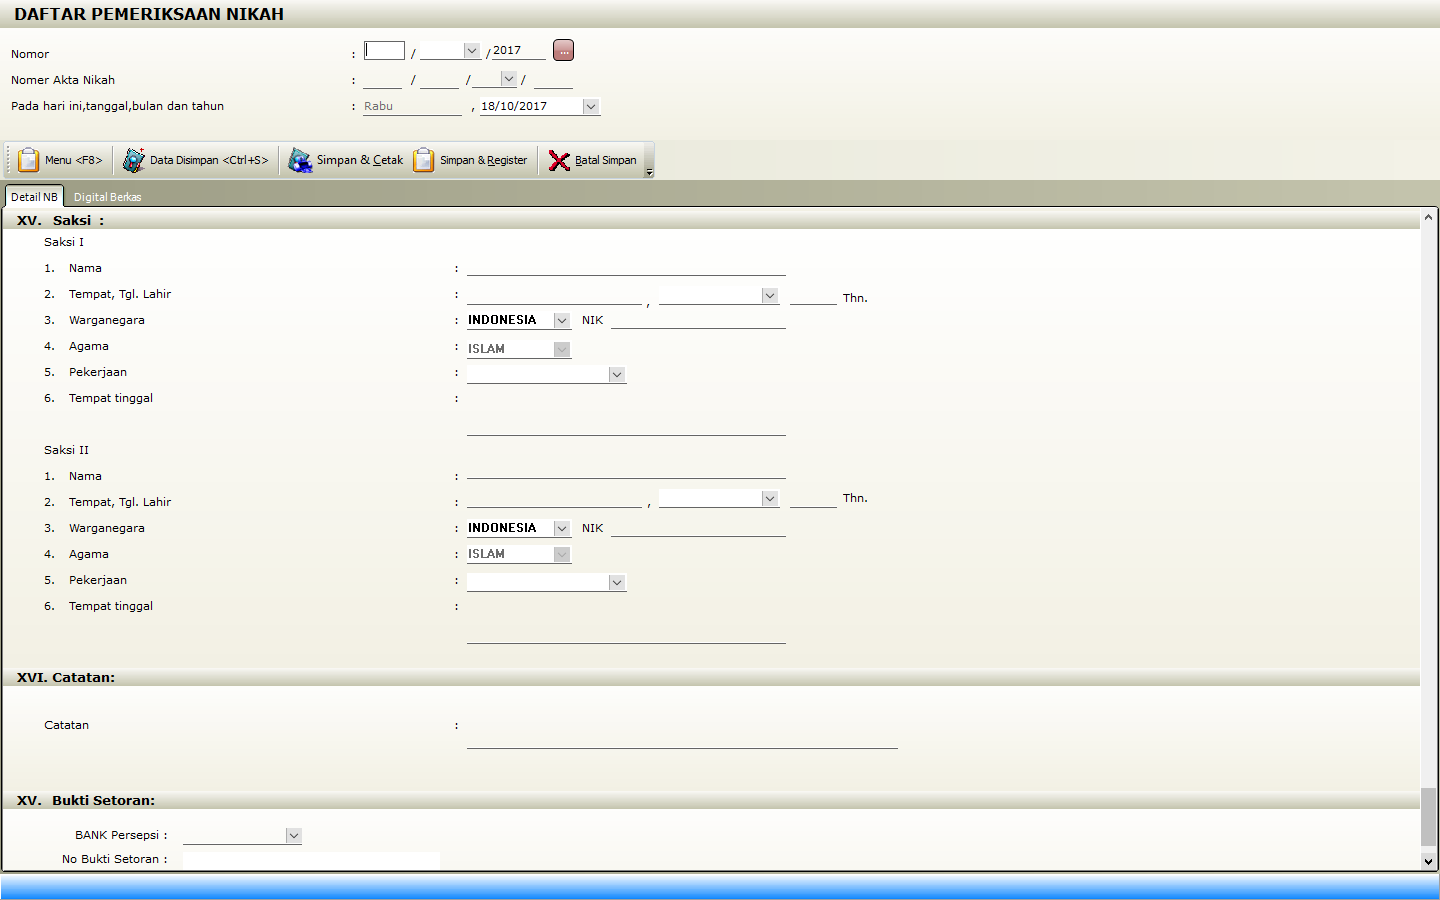 DAFTAR PEMERIKSAAN NIKAH
Nomor : / / 2017 ...
Nomer Akta Nikah : / / /
Pada hari ini,tanggal,bulan dan tahun : Rabu , 18/10/2017
Menu <F8> Data Disimpan <Ctrl+S> Simpan & Cetak Simpan & Register Batal Simpan
Detail NB Digital Berkas
XV. Saksi :
Saksi I
1. Nama :
2. Tempat, Tgl. Lahir : , Thn.
3. Warganegara : INDONESIA NIK
4. Agama : ISLAM
5. Pekerjaan :
6. Tempat tinggal :
Saksi II
1. Nama :
2. Tempat, Tgl. Lahir : , Thn.
3. Warganegara : INDONESIA NIK
4. Agama : ISLAM
5. Pekerjaan :
6. Tempat tinggal :
XVI. Catatan:
Catatan :
XV. Bukti Setoran:
BANK Persepsi :
No Bukti Setoran :